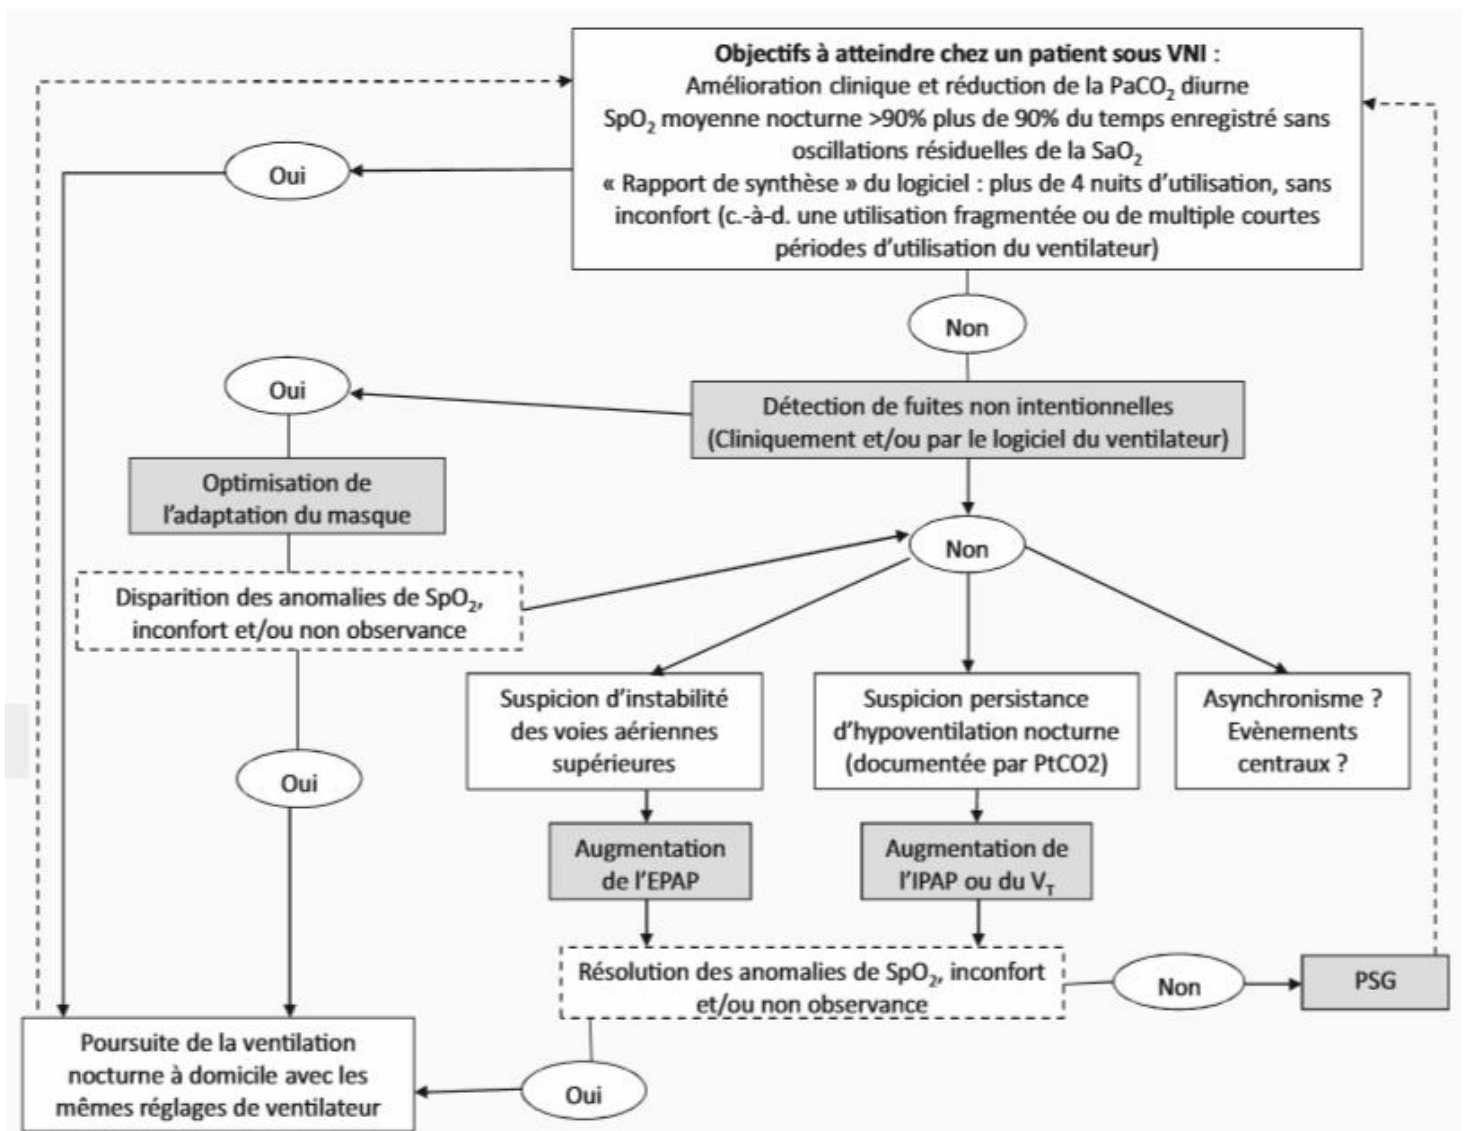 Objectifs à atteindre chez un patient sous VNI :
Amélioration clinique et réduction de la PaCO₂ diurne
SpO₂ moyenne nocturne >90% plus de 90% du temps enregistré sans
oscillations résiduelles de la SaO₂
« Rapport de synthèse » du logiciel : plus de 4 nuits d'utilisation, sans
inconfort (c.-à-d. une utilisation fragmentée ou de multiple courtes
périodes d'utilisation du ventilateur)
Oui
Non
Oui
Détection de fuites non intentionnelles
(Cliniquement et/ou par le logiciel du ventilateur)
Optimisation de
l'adaptation du masque
Non
Disparition des anomalies de SpO₂,
inconfort et/ou non observance
Suspicion d'instabilité
des voies aériennes
supérieures
Suspicion persistance
d'hypoventilation nocturne
(documentée par PtCO2)
Asynchronisme ?
Evènements
centraux ?
Oui
Augmentation
de l'EPAP
Augmentation de
l'IPAP ou du V_T
Résolution des anomalies de SpO₂, inconfort
et/ou non observance
Non
PSG
Poursuite de la ventilation
nocturne à domicile avec les
mêmes réglages de ventilateur
Oui